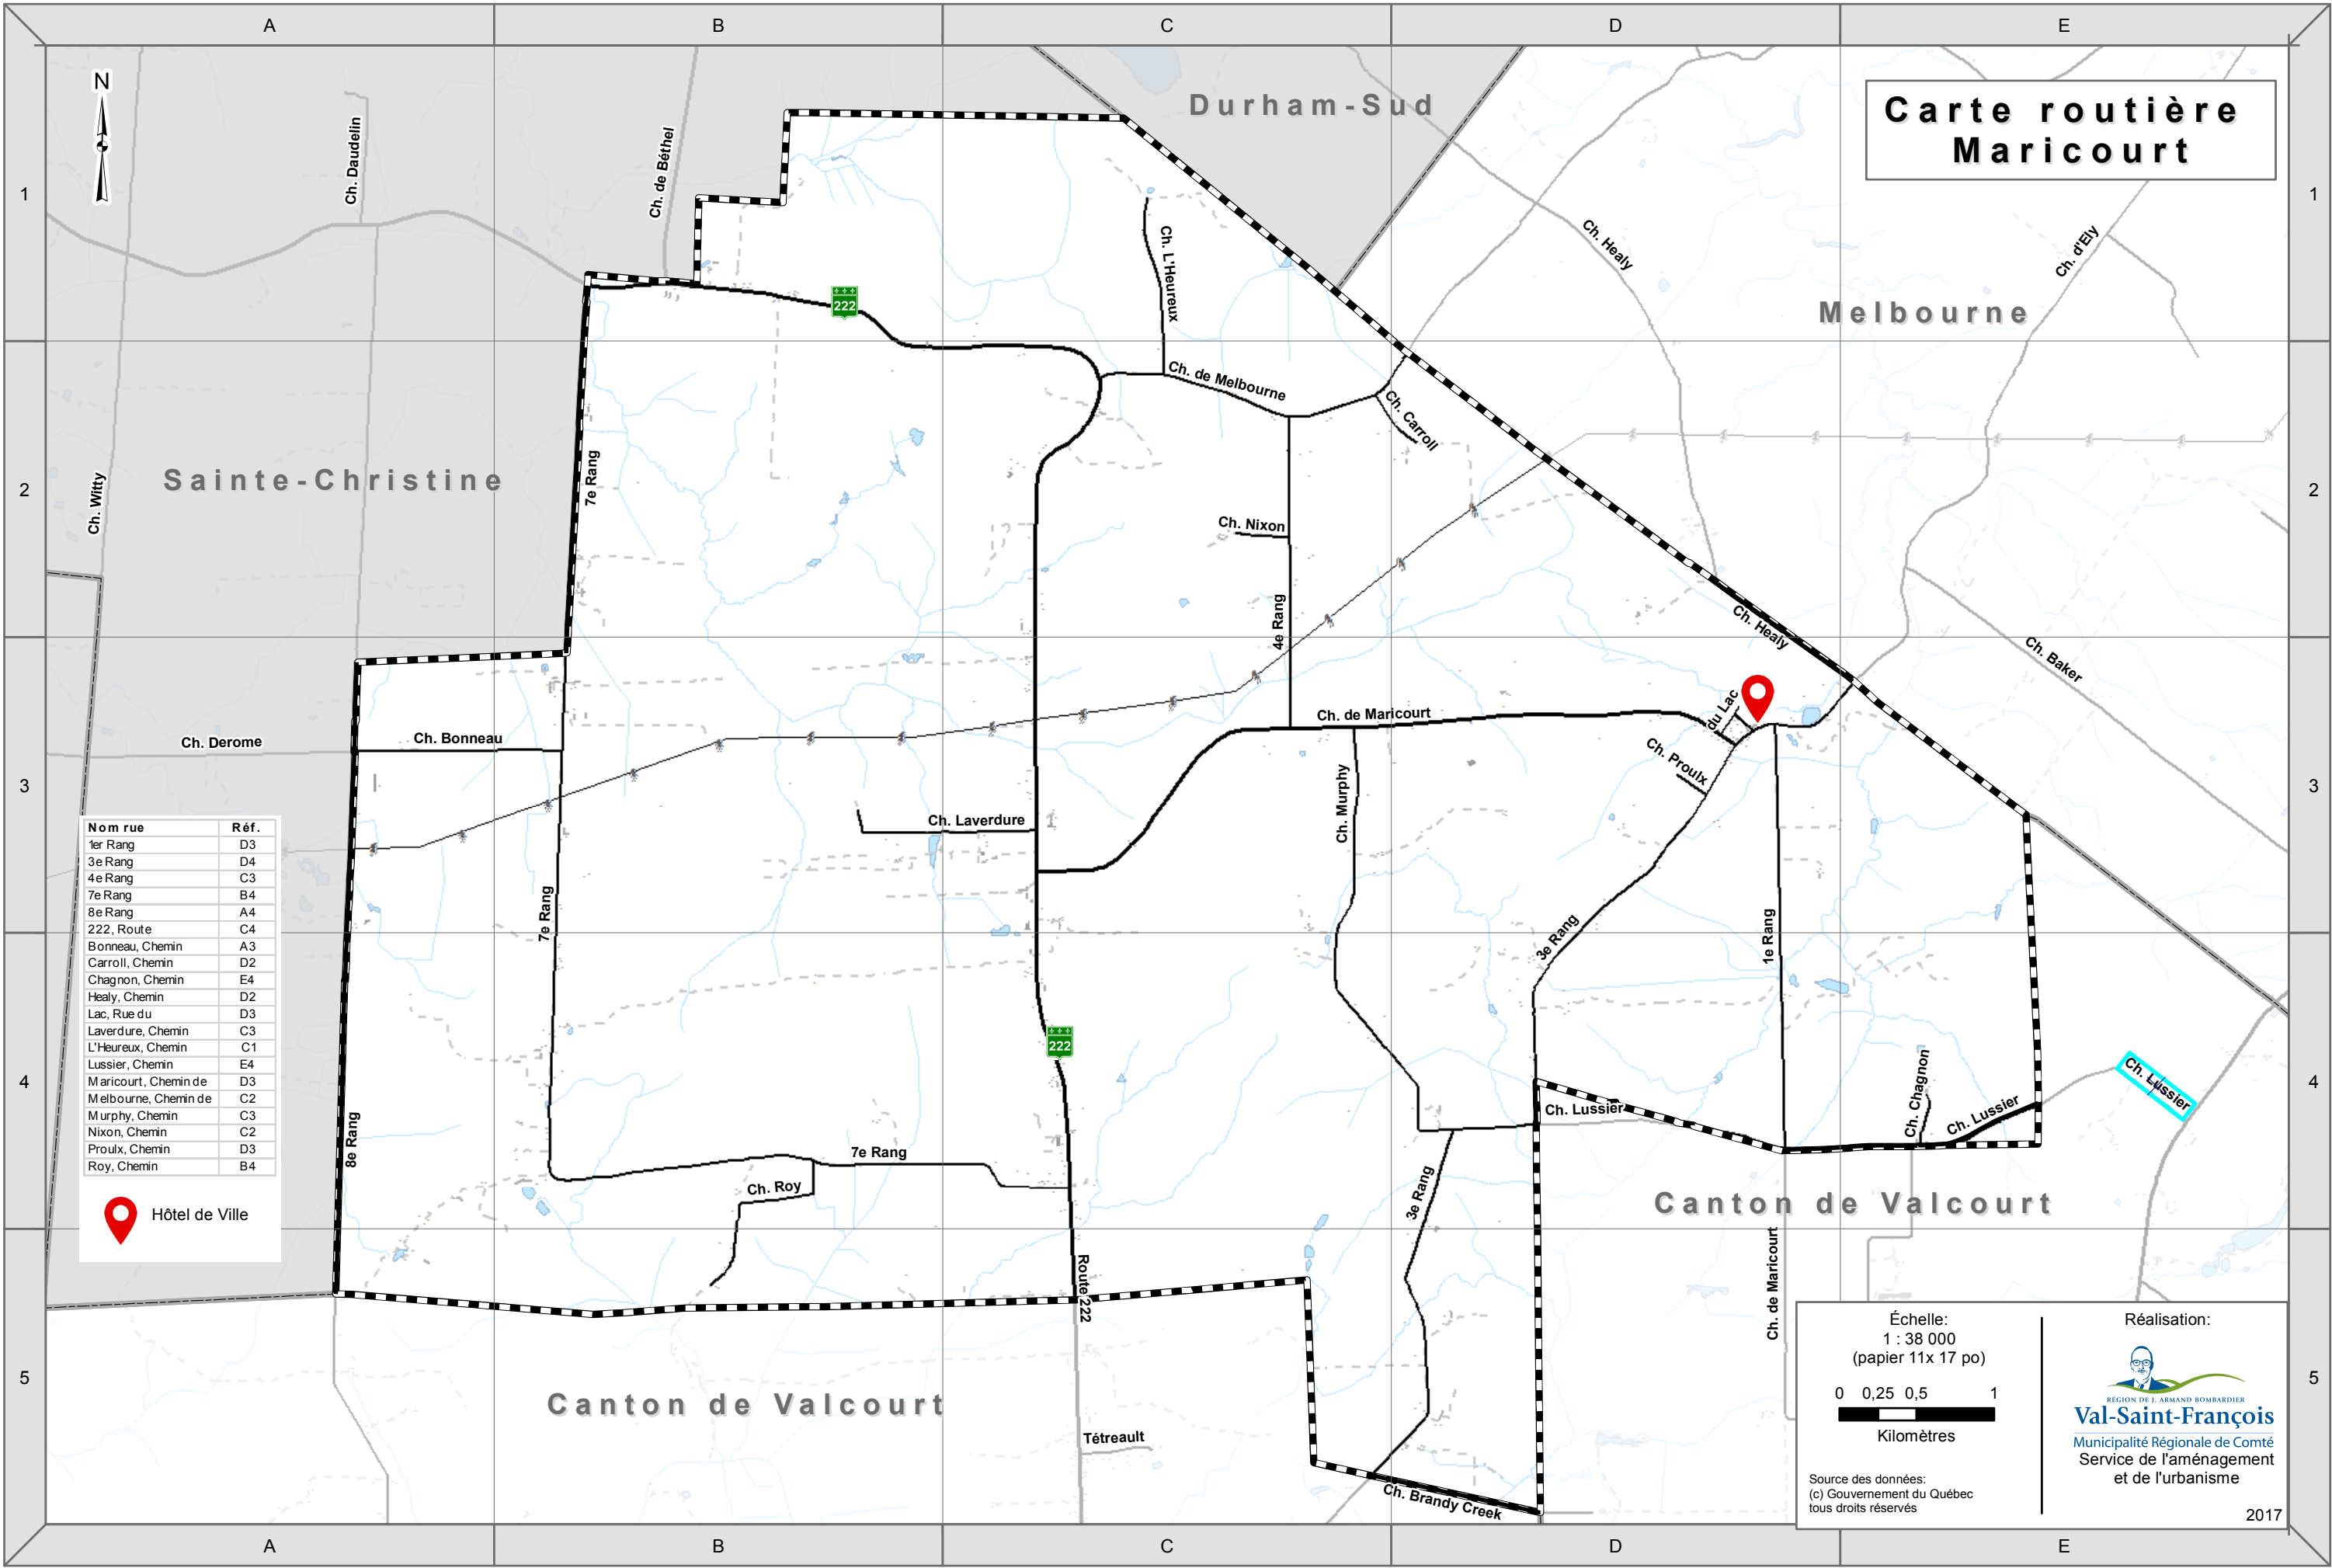 A B C D E
N
Durham-Sud
Carte routière
Maricourt
1
1
Ch. Daudelin
Ch. de Béthel
Ch. L'Heureux
Ch. Healy
Ch. d'Ely
Melbourne
222
Ch. de Melbourne
Ch. Carroll
Sainte-Christine
Ch. Witty
7e Rang
2
2
Ch. Nixon
4e Rang
Ch. Healy
Ch. Baker
du Lac
Ch. de Maricourt
Ch. Derome
Ch. Bonneau
Ch. Proulx
3
3
Ch. Murphy
Ch. Laverdure
7e Rang
3e Rang
1e Rang
Nom rue Réf.
1er Rang D3
3e Rang D4
4e Rang C3
7e Rang B4
8e Rang A4
222, Route C4
Bonneau, Chemin A3
Carroll, Chemin D2
Chagnon, Chemin E4
Healy, Chemin D2
Lac, Rue du D3
Laverdure, Chemin C3
L'Heureux, Chemin C1
Lussier, Chemin E4
Maricourt, Chemin de D3
Melbourne, Chemin de C2
Murphy, Chemin C3
Nixon, Chemin C2
Proulx, Chemin D3
Roy, Chemin B4
Hôtel de Ville
222
4
4
Ch. Lussier
Ch. Lussier
Ch. Chagnon
Ch. Lussier
8e Rang
7e Rang
Ch. Roy
3e Rang
Canton de Valcourt
Route 222
Ch. de Maricourt
5
5
Canton de Valcourt
Tétreault
Ch. Brandy Creek
Échelle:
1 : 38 000
(papier 11x 17 po)
0 0,25 0,5 1
Kilomètres
Source des données:
(c) Gouvernement du Québec
tous droits réservés
Réalisation:
RÉGION DE J. ARMAND BOMBARDIER
Val-Saint-François
Municipalité Régionale de Comté
Service de l'aménagement
et de l'urbanisme
2017
A B C D E